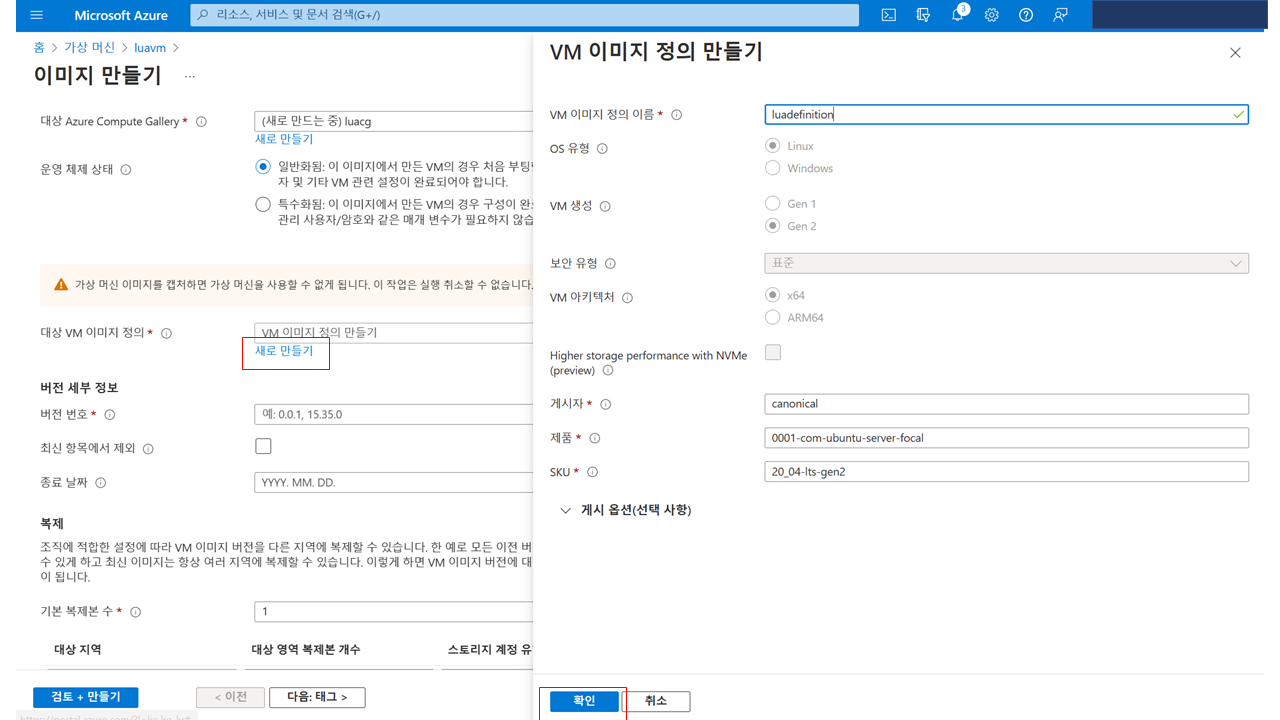 Microsoft Azure
리소스, 서비스 및 문서 검색(G+/)
3
홈 > 가상 머신 > luavm >
이미지 만들기 ...
대상 Azure Compute Gallery *
(새로 만드는 중) luacg
새로 만들기
운영 체제 상태
일반화됨: 이 이미지에서 만든 VM의 경우 처음 부팅
자 및 기타 VM 관련 설정이 완료되어야 합니다.
특수화됨: 이 이미지에서 만든 VM의 경우 구성이 완
관리 사용자/암호와 같은 매개 변수가 필요하지 않습
가상 머신 이미지를 캡처하면 가상 머신을 사용할 수 없게 됩니다. 이 작업은 실행 취소할 수 없습니다.
대상 VM 이미지 정의 *
VM 이미지 정의 만들기
새로 만들기
버전 세부 정보
버전 번호 *
예: 0.0.1, 15.35.0
최신 항목에서 제외
종료 날짜
YYYY. MM. DD.
복제
조직에 적합한 설정에 따라 VM 이미지 버전을 다른 지역에 복제할 수 있습니다. 한 예로 모든 이전 버
수 있게 하고 최신 이미지는 항상 여러 지역에 복제할 수 있습니다. 이렇게 하면 VM 이미지 버전에 대
이 됩니다.
기본 복제본 수 *
1
대상 지역
대상 영역 복제본 개수
스토리지 계정 유
검토 + 만들기
< 이전
다음: 태그 >
VM 이미지 정의 만들기
VM 이미지 정의 이름 *
luadefinition
OS 유형
Linux
Windows
VM 생성
Gen 1
Gen 2
보안 유형
표준
VM 아키텍처
x64
ARM64
Higher storage performance with NVMe
(preview)
게시자 *
canonical
제품 *
0001-com-ubuntu-server-focal
SKU *
20_04-lts-gen2
게시 옵션(선택 사항)
확인
취소